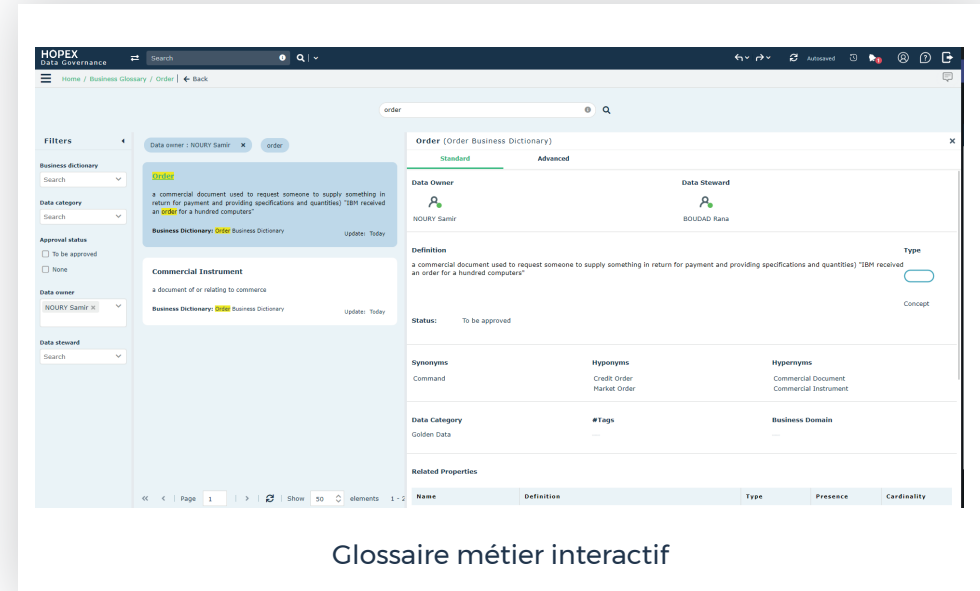 HOPEX
Data Governance
Search
Autosaved
Home / Business Glossary / Order
Back
order
Filters
Business dictionary
Search
Data category
Search
Approval status
To be approved
None
Data owner
NOURY Samir ×
Data steward
Search
Data owner : NOURY Samir ×
order
Order
a commercial document used to request someone to supply something in
return for payment and providing specifications and quantities) "IBM received
an order for a hundred computers"
Business Dictionary: Order Business Dictionary
Update: Today
Commercial Instrument
a document of or relating to commerce
Business Dictionary: Order Business Dictionary
Update: Today
Page 1
Show 50 elements 1 - 2
Order (Order Business Dictionary)
Standard Advanced
Data Owner Data Steward
NOURY Samir BOUDAD Rana
Definition Type
a commercial document used to request someone to supply something in return for payment and providing specifications and quantities) "IBM received
an order for a hundred computers"
Concept
Status: To be approved
Synonyms Hyponyms Hypernyms
Command Credit Order Commercial Document
Market Order Commercial Instrument
Data Category #Tags Business Domain
Golden Data --- ---
Related Properties
Name Definition Type Presence Cardinality
Glossaire métier interactif